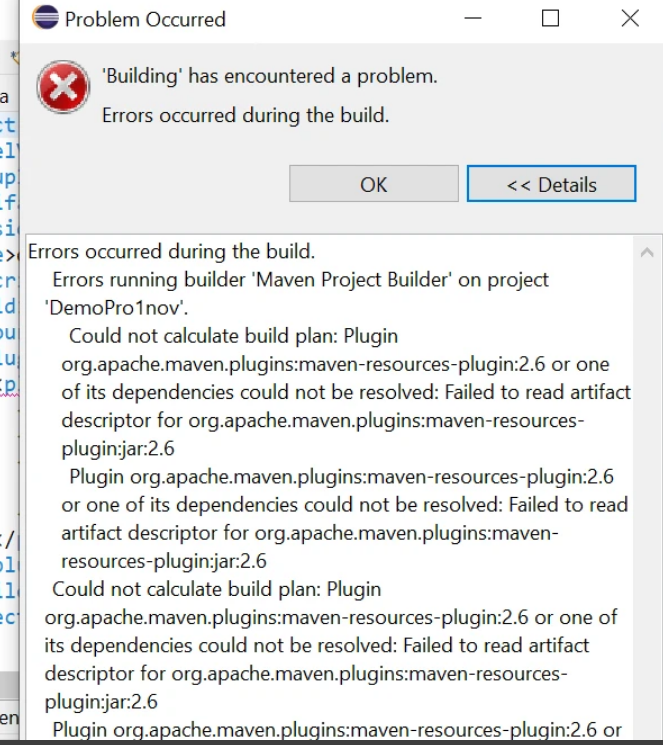 Problem Occurred
'Building' has encountered a problem.
Errors occurred during the build.
OK
<< Details
Errors occurred during the build.
Errors running builder 'Maven Project Builder' on project
'DemoPro1nov'.
Could not calculate build plan: Plugin
org.apache.maven.plugins:maven-resources-plugin:2.6 or one
of its dependencies could not be resolved: Failed to read artifact
descriptor for org.apache.maven.plugins:maven-resources-
plugin:jar:2.6
Plugin org.apache.maven.plugins:maven-resources-plugin:2.6
or one of its dependencies could not be resolved: Failed to read
artifact descriptor for org.apache.maven.plugins:maven-
resources-plugin:jar:2.6
Could not calculate build plan: Plugin
org.apache.maven.plugins:maven-resources-plugin:2.6 or one of
its dependencies could not be resolved: Failed to read artifact
descriptor for org.apache.maven.plugins:maven-resources-
plugin:jar:2.6
Plugin org.apache.maven.plugins:maven-resources-plugin:2.6 or